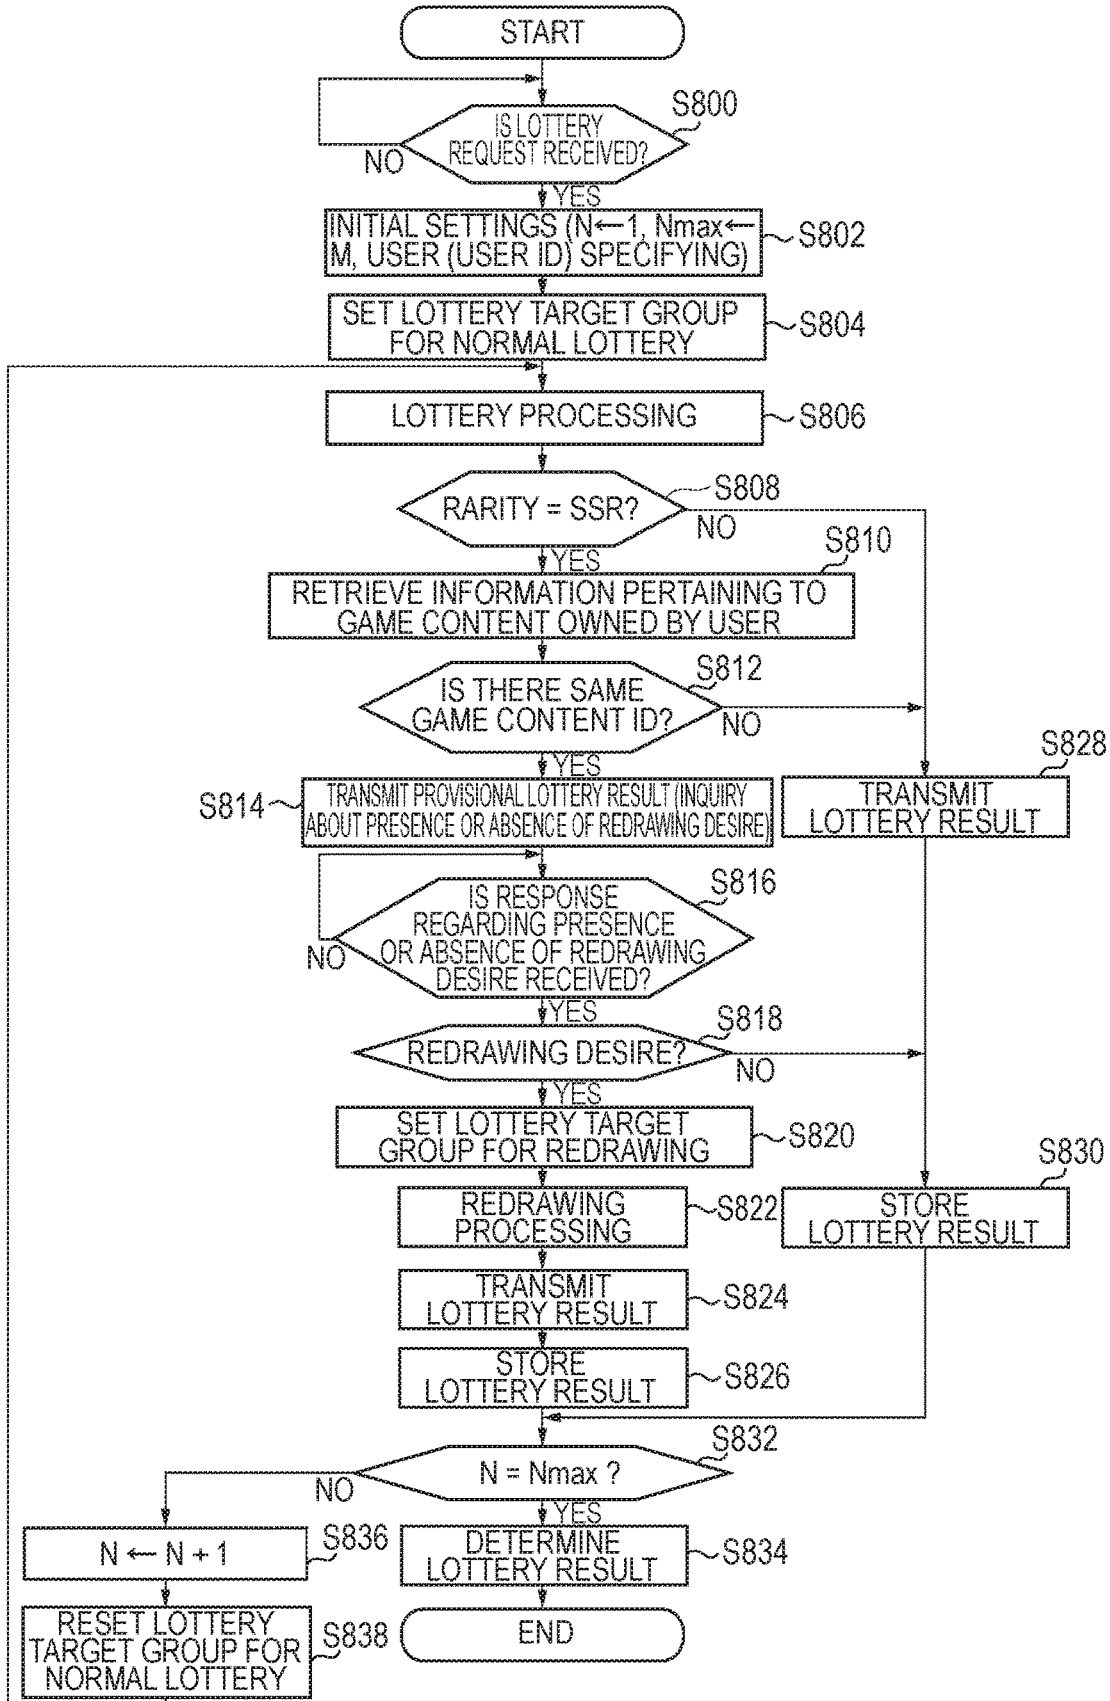 START
S800
IS LOTTERY
REQUEST RECEIVED?
NO
YES
INITIAL SETTINGS (N←1, Nmax←
M, USER (USER ID) SPECIFYING)
S802
SET LOTTERY TARGET GROUP
FOR NORMAL LOTTERY
S804
LOTTERY PROCESSING
S806
RARITY = SSR?
S808
NO
YES
S810
RETRIEVE INFORMATION PERTAINING TO
GAME CONTENT OWNED BY USER
S812
IS THERE SAME
GAME CONTENT ID?
NO
YES
S814
TRANSMIT PROVISIONAL LOTTERY RESULT (INQUIRY
ABOUT PRESENCE OR ABSENCE OF REDRAWING DESIRE)
S828
TRANSMIT
LOTTERY RESULT
S816
IS RESPONSE
REGARDING PRESENCE
OR ABSENCE OF REDRAWING
DESIRE RECEIVED?
NO
YES
S818
REDRAWING DESIRE?
NO
YES
SET LOTTERY TARGET
GROUP FOR REDRAWING
S820
REDRAWING
PROCESSING
S822
S830
STORE
LOTTERY RESULT
TRANSMIT
LOTTERY RESULT
S824
STORE
LOTTERY RESULT
S826
S832
N = Nmax ?
NO
YES
N ← N + 1
S836
DETERMINE
LOTTERY RESULT
S834
RESET LOTTERY
TARGET GROUP FOR
NORMAL LOTTERY
S838
END